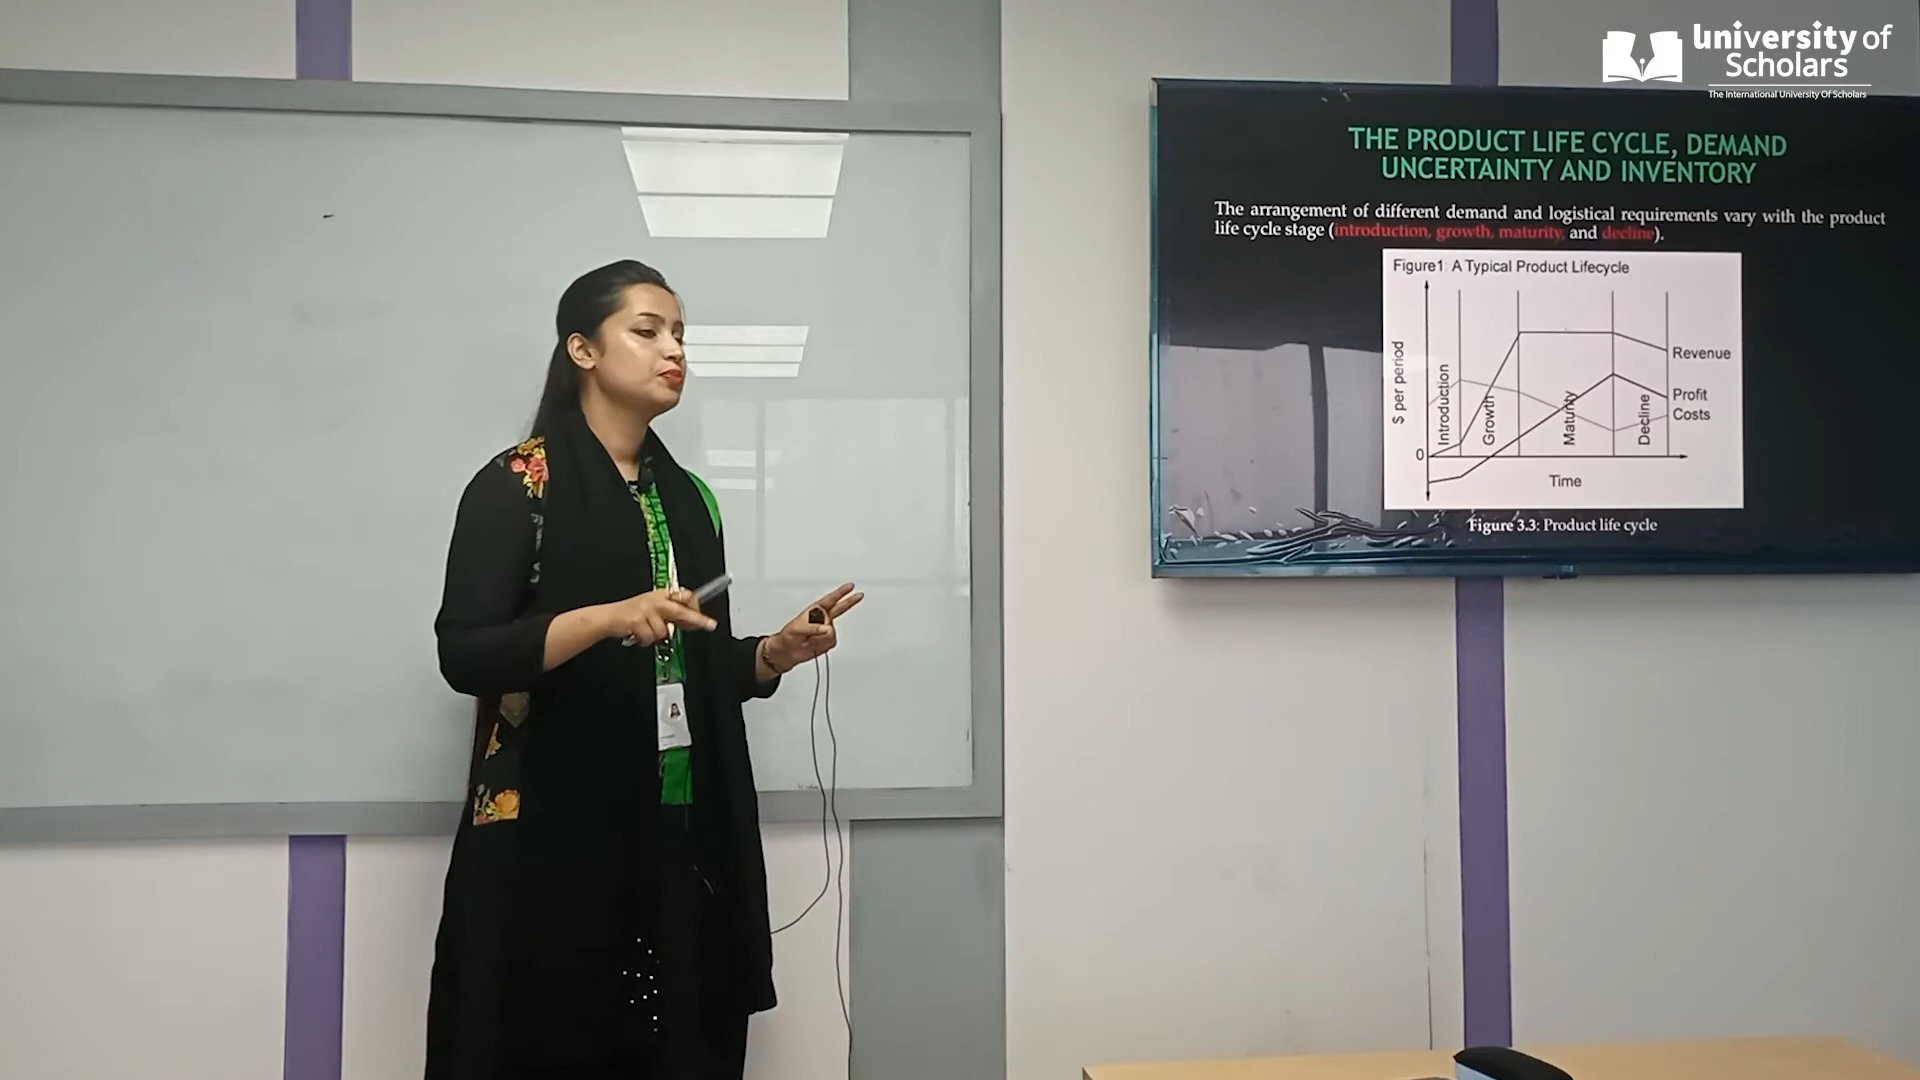 university of
Scholars
The International University Of Scholars
THE PRODUCT LIFE CYCLE, DEMAND
UNCERTAINTY AND INVENTORY
The arrangement of different demand and logistical requirements vary with the product
life cycle stage (introduction, growth, maturity, and decline).
Figure1: A Typical Product Lifecycle
$ per period
Introduction
Growth
Maturity
Decline
Revenue
Profit
Costs
0
Time
Figure 3.3: Product life cycle